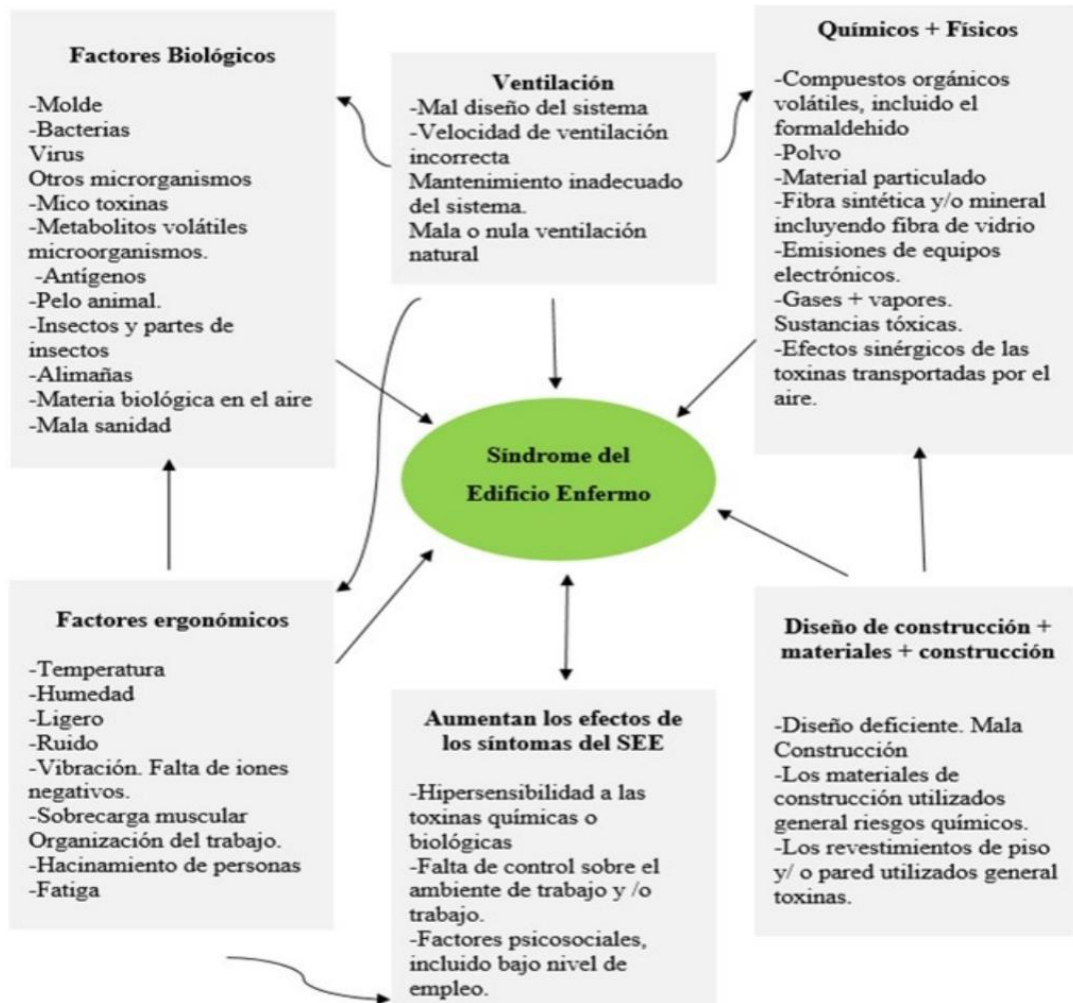 Factores Biológicos
-Molde
-Bacterias
Virus
Otros microrganismos
-Mico toxinas
-Metabolitos volátiles
microorganismos.
-Antígenos
-Pelo animal.
-Insectos y partes de
insectos
-Alimañas
-Materia biológica en el aire
-Mala sanidad
Ventilación
-Mal diseño del sistema
-Velocidad de ventilación
incorrecta
Mantenimiento inadecuado
del sistema.
Mala o nula ventilación
natural
Químicos + Físicos
-Compuestos orgánicos
volátiles, incluido el
formaldehido
-Polvo
-Material particulado
-Fibra sintética y/o mineral
incluyendo fibra de vidrio
-Emisiones de equipos
electrónicos.
-Gases + vapores.
Sustancias tóxicas.
-Efectos sinérgicos de las
toxinas transportadas por el
aire.
Síndrome del
Edificio Enfermo
Factores ergonómicos
-Temperatura
-Humedad
-Ligero
-Ruido
-Vibración. Falta de iones
negativos.
-Sobrecarga muscular
Organización del trabajo.
-Hacinamiento de personas
-Fatiga
Aumentan los efectos de
los síntomas del SEE
-Hipersensibilidad a las
toxinas químicas o
biológicas
-Falta de control sobre el
ambiente de trabajo y /o
trabajo.
-Factores psicosociales,
incluido bajo nivel de
empleo.
Diseño de construcción +
materiales + construcción
-Diseño deficiente. Mala
Construcción
-Los materiales de
construcción utilizados
general riesgos químicos.
-Los revestimientos de piso
y/ o pared utilizados general
toxinas.